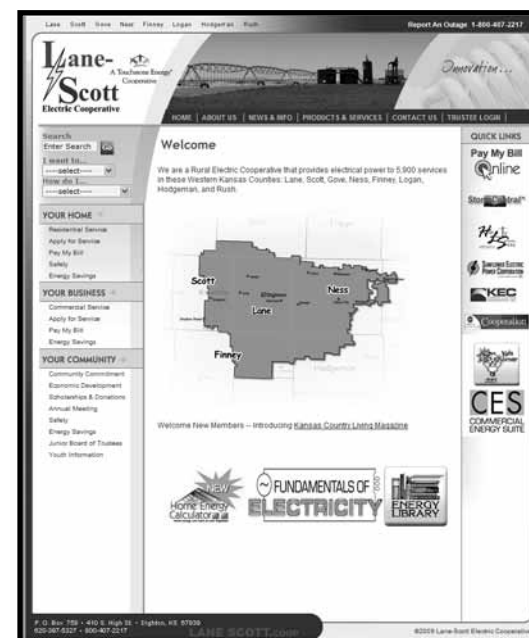 Lane Scott Gove Ness Finney Logan Hodgeman Rush
Report An Outage 1-800-407-2217
Lane-Scott
Electric Cooperative
A Touchstone Energy®
Cooperative
Innovation...
HOME | ABOUT US | NEWS & INFO | PRODUCTS & SERVICES | CONTACT US | TRUSTEE LOGIN |
Search
Enter Search Go
I want to...
----select----
How do I...
----select----
YOUR HOME
Residential Service
Apply for Service
Pay My Bill
Safety
Energy Savings
YOUR BUSINESS
Commercial Service
Apply for Service
Pay My Bill
Energy Savings
YOUR COMMUNITY
Community Commitment
Economic Development
Scholarships & Donations
Annual Meeting
Safety
Energy Savings
Junior Board of Trustees
Youth Information
Welcome
We are a Rural Electric Cooperative that provides electrical power to 5,900 services
in these Western Kansas Counties: Lane, Scott, Gove, Ness, Finney, Logan,
Hodgeman, and Rush.
Scott
Ness
Lane
Finney
Welcome New Members -- Introducing Kansas Country Living Magazine
NEW
Home Energy
Calculator
FUNDAMENTALS OF
ELECTRICITY
ENERGY
LIBRARY
QUICK LINKS
Pay My Bill
Online
SUNFLOWER ELECTRIC
POWER CORPORATION
KEC
Cooperation
CES
COMMERCIAL
ENERGY SUITE
P. O. Box 758 • 410 S. High St. •
620-397-5327 • 800-407-2217
LANE SCOTT.coop
©2009 Lane-Scott Electric Cooperative